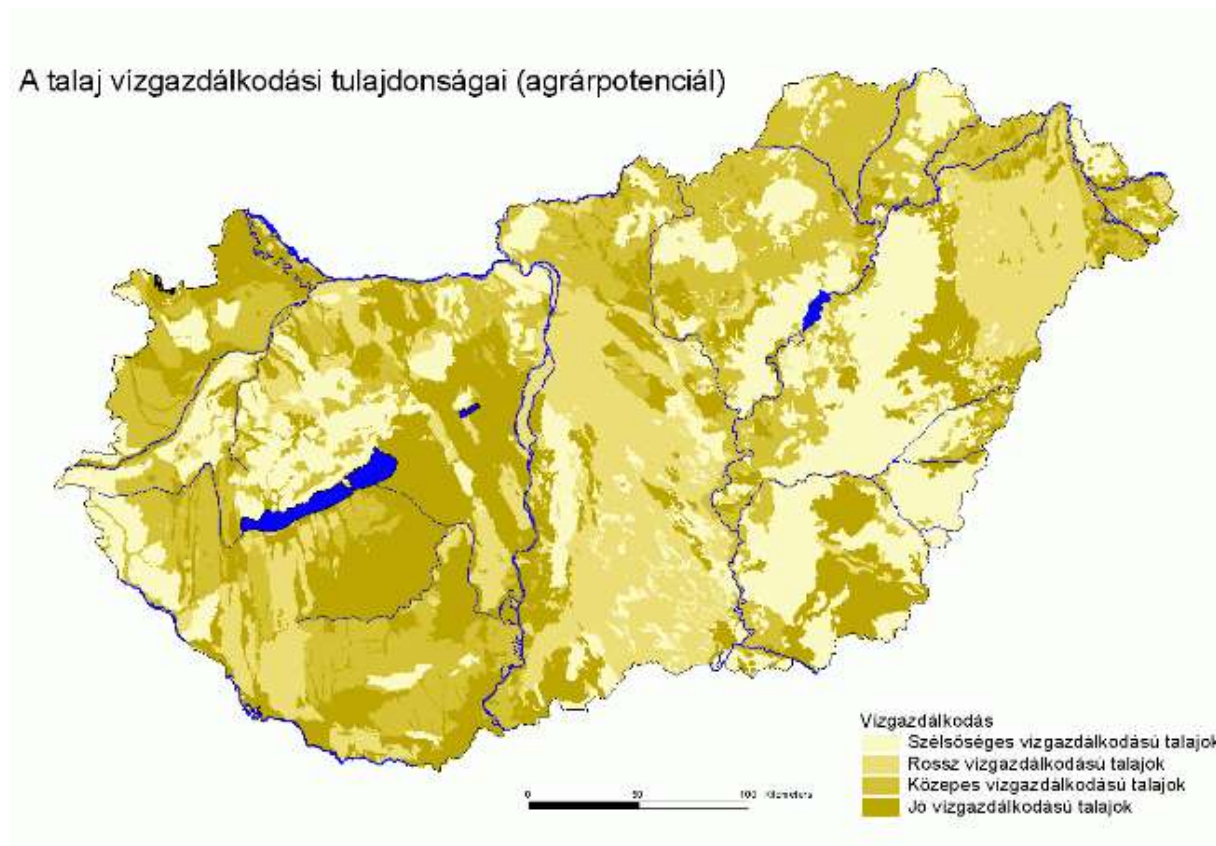 A talaj vízgazdálkodási tulajdonságai (agrárpotenciál)
Vízgazdálkodás
Szélsőséges vízgazdálkodású talajok
Rossz vízgazdálkodású talajok
Közepes vízgazdálkodású talajok
Jó vízgazdálkodású talajok
0 50 100 Kilometers